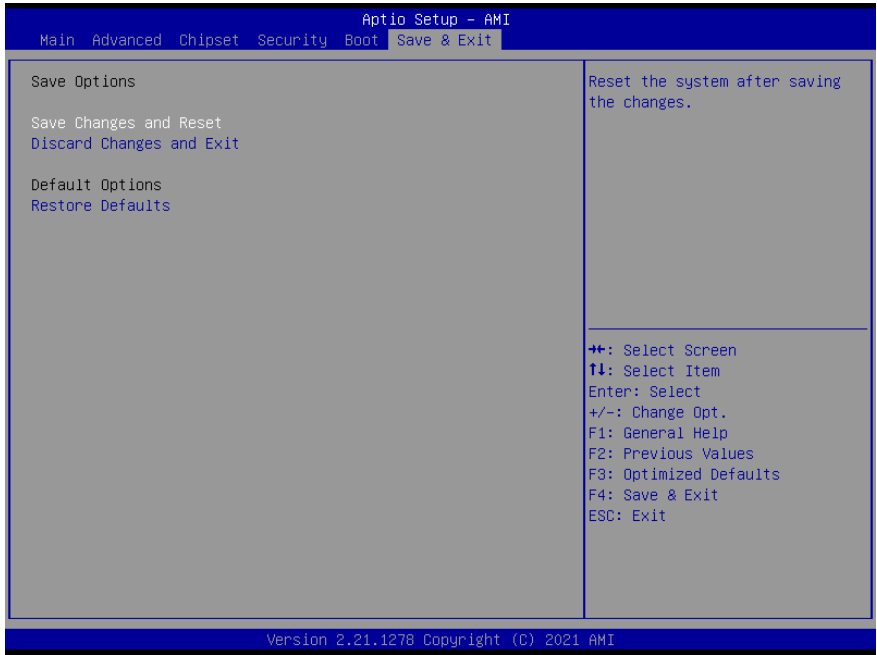 Aptio Setup – AMI
Main Advanced Chipset Security Boot Save & Exit
Save Options
Save Changes and Reset
Discard Changes and Exit
Default Options
Restore Defaults
Reset the system after saving
the changes.
→←: Select Screen
↑↓: Select Item
Enter: Select
+/-: Change Opt.
F1: General Help
F2: Previous Values
F3: Optimized Defaults
F4: Save & Exit
ESC: Exit
Version 2.21.1278 Copyright (C) 2021 AMI